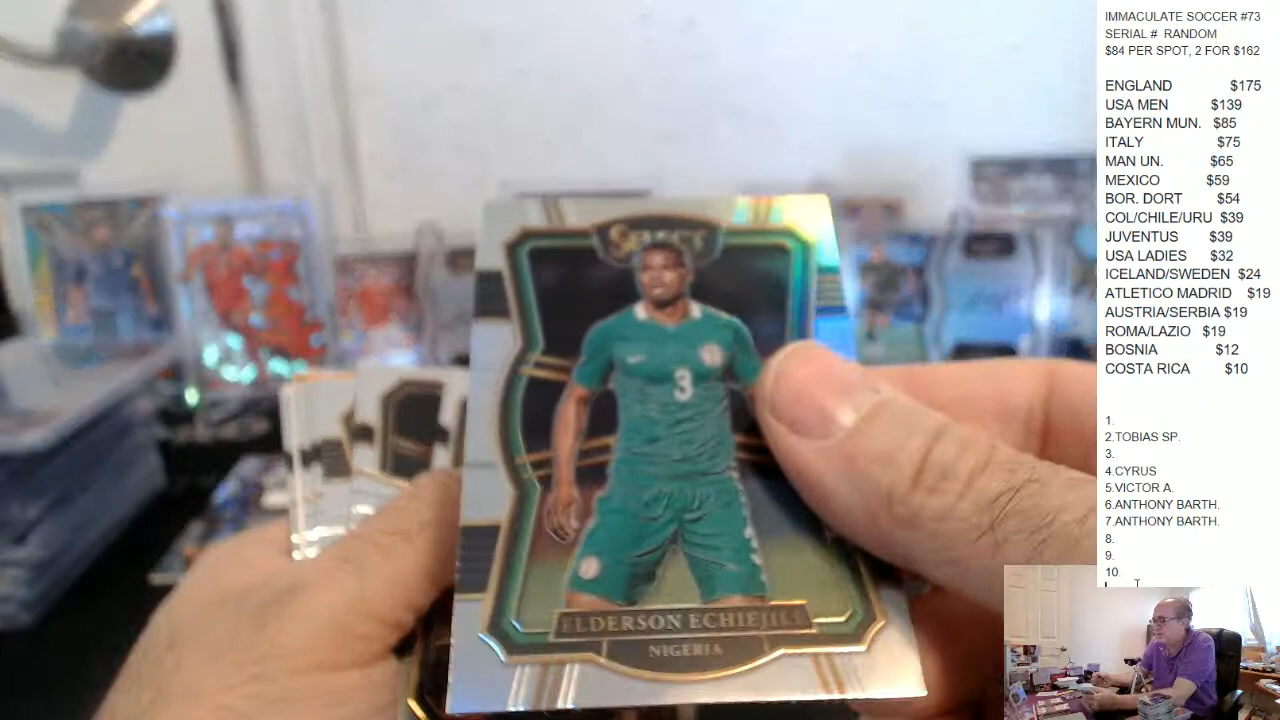 IMMACULATE SOCCER #73
SERIAL # RANDOM
$84 PER SPOT, 2 FOR $162
ENGLAND $175
USA MEN $139
BAYERN MUN. $85
ITALY $75
MAN UN. $65
MEXICO $59
BOR. DORT $54
COL/CHILE/URU $39
JUVENTUS $39
USA LADIES $32
ICELAND/SWEDEN $24
ATLETICO MADRID $19
AUSTRIA/SERBIA $19
ROMA/LAZIO $19
BOSNIA $12
COSTA RICA $10
1.
2.TOBIAS SP.
3.
4.CYRUS
5.VICTOR A.
6.ANTHONY BARTH.
7.ANTHONY BARTH.
8.
9.
10.
SELECT
3
ELDERSON ECHIEJILE
NIGERIA